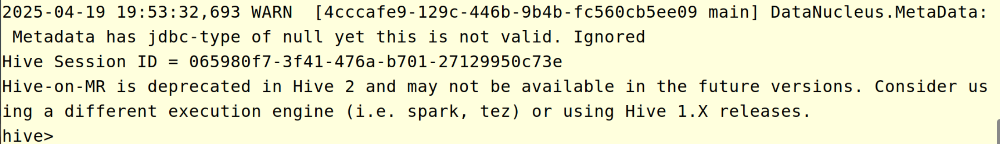 2025-04-19 19:53:32,693 WARN  [4cccafe9-129c-446b-9b4b-fc560cb5ee09 main] DataNucleus.MetaData:
 Metadata has jdbc-type of null yet this is not valid. Ignored
Hive Session ID = 065980f7-3f41-476a-b701-27129950c73e
Hive-on-MR is deprecated in Hive 2 and may not be available in the future versions. Consider us
ing a different execution engine (i.e. spark, tez) or using Hive 1.X releases.
hive>